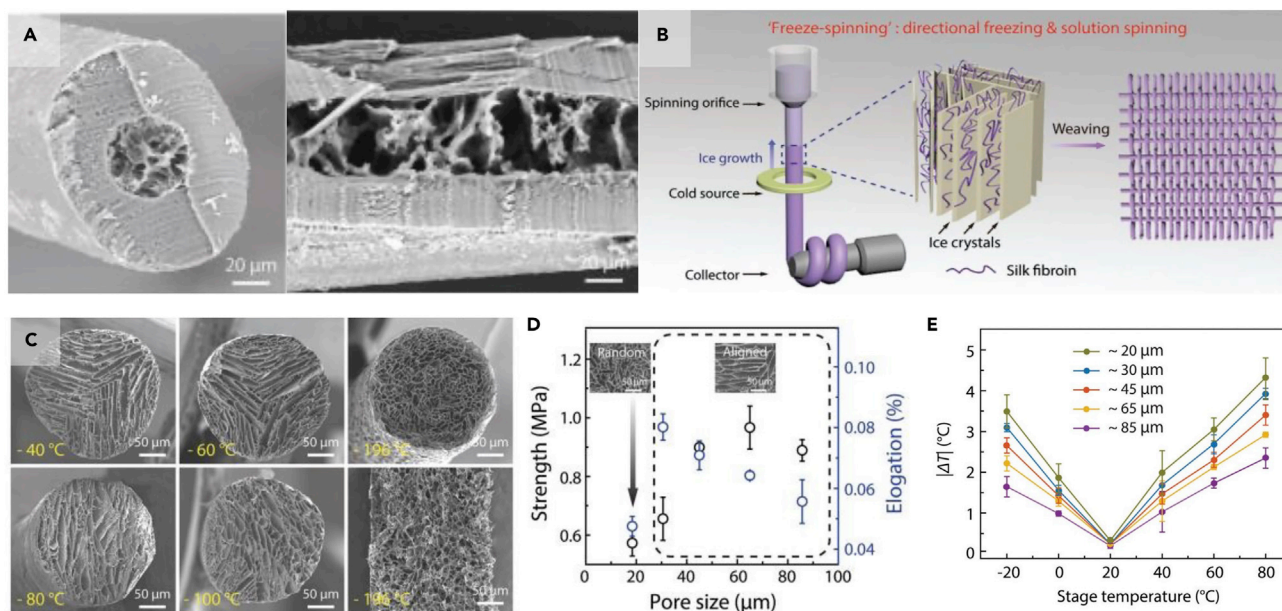 A
20 µm
20 µm
B
'Freeze-spinning' : directional freezing & solution spinning
Spinning orifice
Ice growth
Cold source
Collector
Ice crystals
Silk fibroin
Weaving
C
- 40 °C
50 µm
- 60 °C
50 µm
- 196 °C
50 µm
- 80 °C
50 µm
- 100 °C
50 µm
- 196 °C
50 µm
D
Strength (MPa)
1.2
1.0
0.8
0.6
Random
50 µm
Aligned
50 µm
0.10
0.08
0.06
0.04
Elogation (%)
0 20 40 60 80 100
Pore size (µm)
E
|ΔT| (°C)
5
4
3
2
1
0
~ 20 µm
~ 30 µm
~ 45 µm
~ 65 µm
~ 85 µm
-20 0 20 40 60 80
Stage temperature (°C)